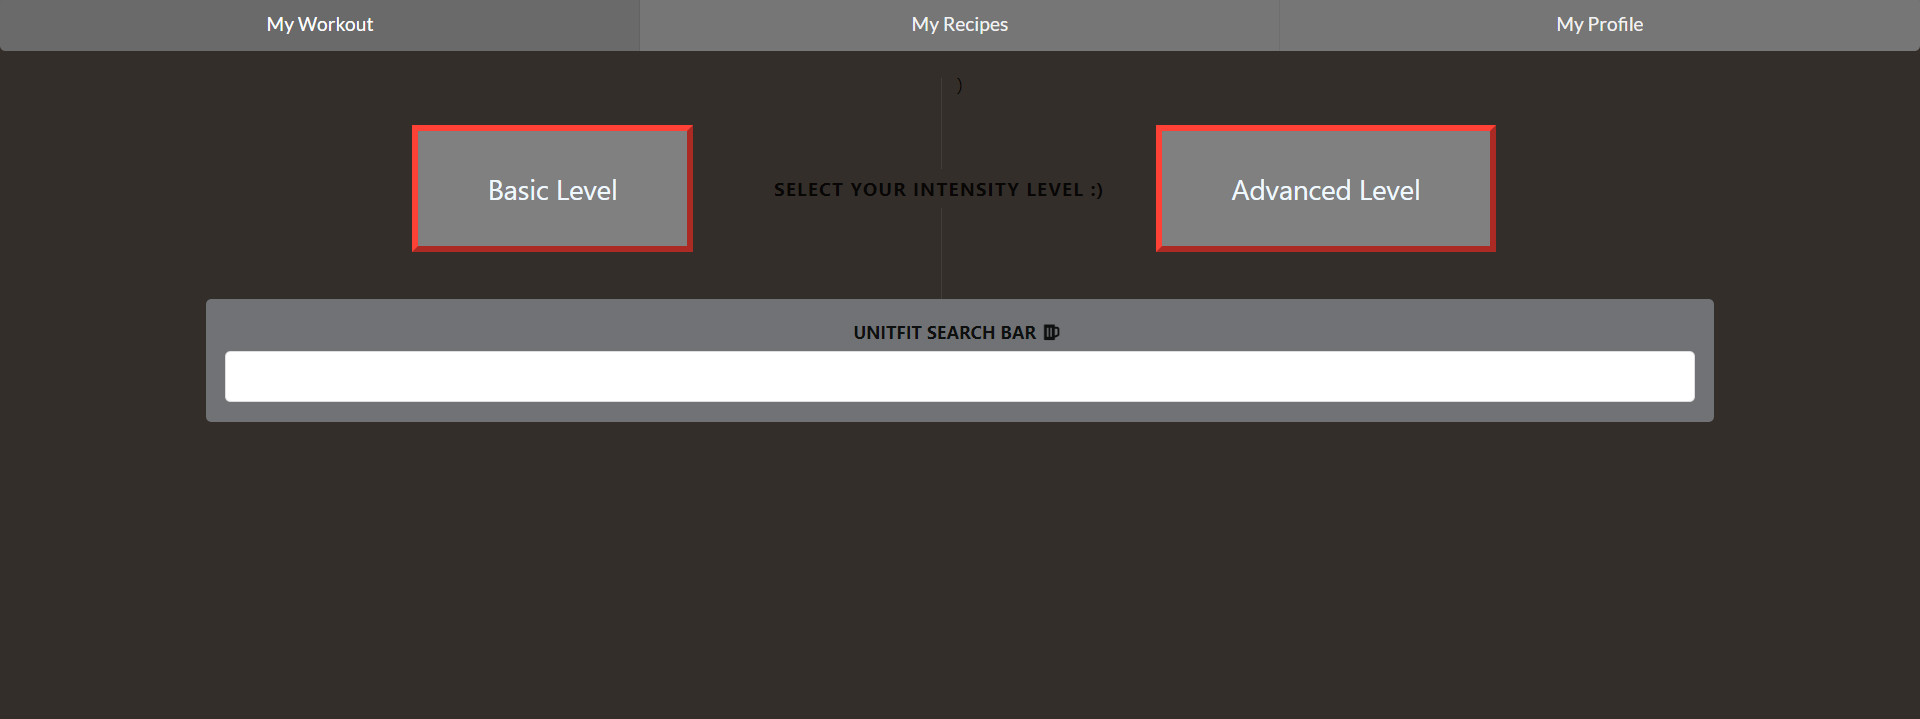 My Workout
My Recipes
My Profile
)
Basic Level
SELECT YOUR INTENSITY LEVEL :)
Advanced Level
UNITFIT SEARCH BAR